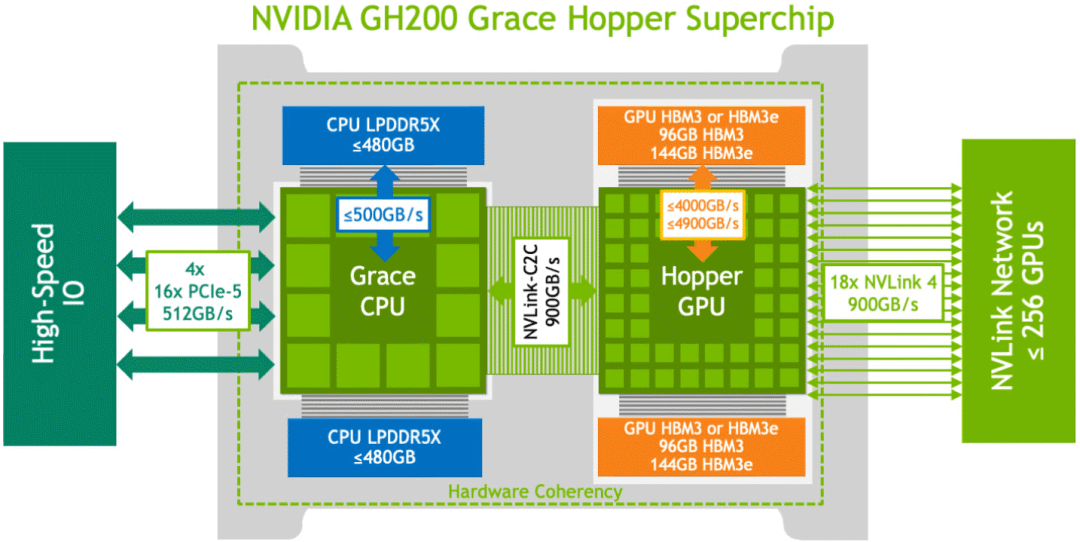 NVIDIA GH200 Grace Hopper Superchip
High-Speed
IO
4x
16x PCIe-5
512GB/s
CPU LPDDR5X
≤480GB
≤500GB/s
Grace
CPU
CPU LPDDR5X
≤480GB
NVLink-C2C
900GB/s
GPU HBM3 or HBM3e
96GB HBM3
144GB HBM3e
≤4000GB/s
≤4900GB/s
Hopper
GPU
GPU HBM3 or HBM3e
96GB HBM3
144GB HBM3e
18x NVLink 4
900GB/s
NVLink Network
≤ 256 GPUs
Hardware Coherency